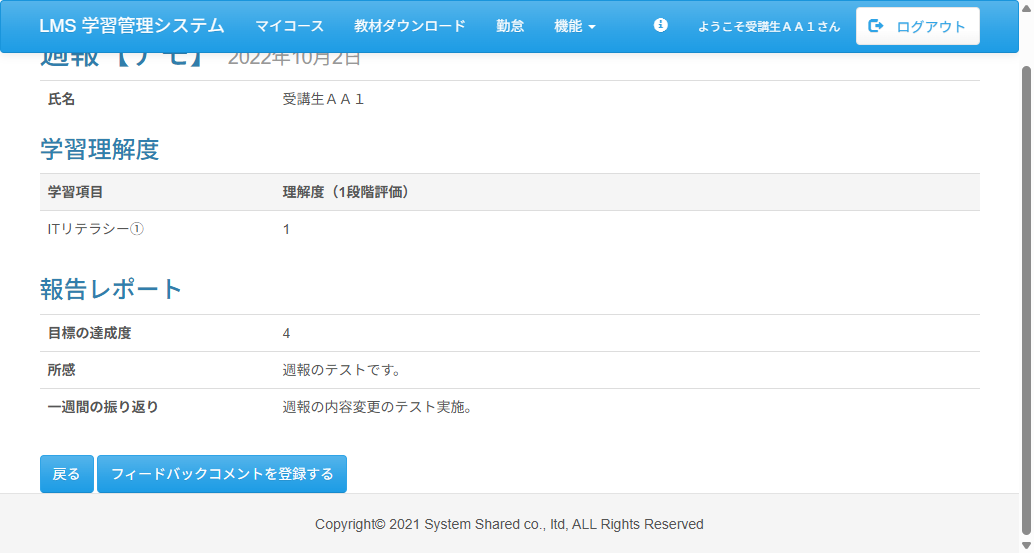 LMS 学習管理システム マイコース 教材ダウンロード 勤怠 機能 ようこそ受講生ＡＡ１さん ログアウト
週報【デモ】 2022年10月2日
氏名 受講生ＡＡ１
学習理解度
学習項目 理解度（1段階評価）
ITリテラシー① 1
報告レポート
目標の達成度 4
所感 週報のテストです。
一週間の振り返り 週報の内容変更のテスト実施。
戻る フィードバックコメントを登録する
Copyright© 2021 System Shared co., ltd, ALL Rights Reserved